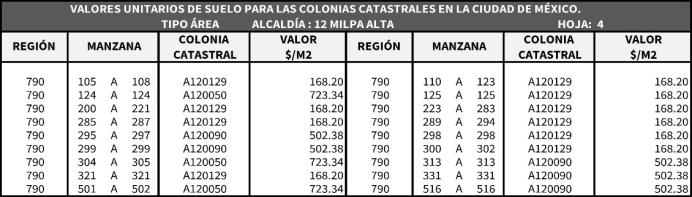 VALORES UNITARIOS DE SUELO PARA LAS COLONIAS CATASTRALES EN LA CIUDAD DE MÉXICO.
TIPO ÁREA ALCALDÍA : 12 MILPA ALTA HOJA: 4
REGIÓN MANZANA COLONIA CATASTRAL VALOR $/M2 REGIÓN MANZANA COLONIA CATASTRAL VALOR $/M2
790 105 A 108 A120129 168.20 790 110 A 123 A120129 168.20
790 124 A 124 A120050 723.34 790 125 A 125 A120129 168.20
790 200 A 221 A120129 168.20 790 223 A 283 A120129 168.20
790 285 A 287 A120129 168.20 790 289 A 294 A120129 168.20
790 295 A 297 A120090 502.38 790 298 A 298 A120129 168.20
790 299 A 299 A120090 502.38 790 300 A 302 A120129 168.20
790 304 A 305 A120050 723.34 790 313 A 313 A120090 502.38
790 321 A 321 A120129 168.20 790 331 A 331 A120090 502.38
790 501 A 502 A120050 723.34 790 516 A 516 A120090 502.38